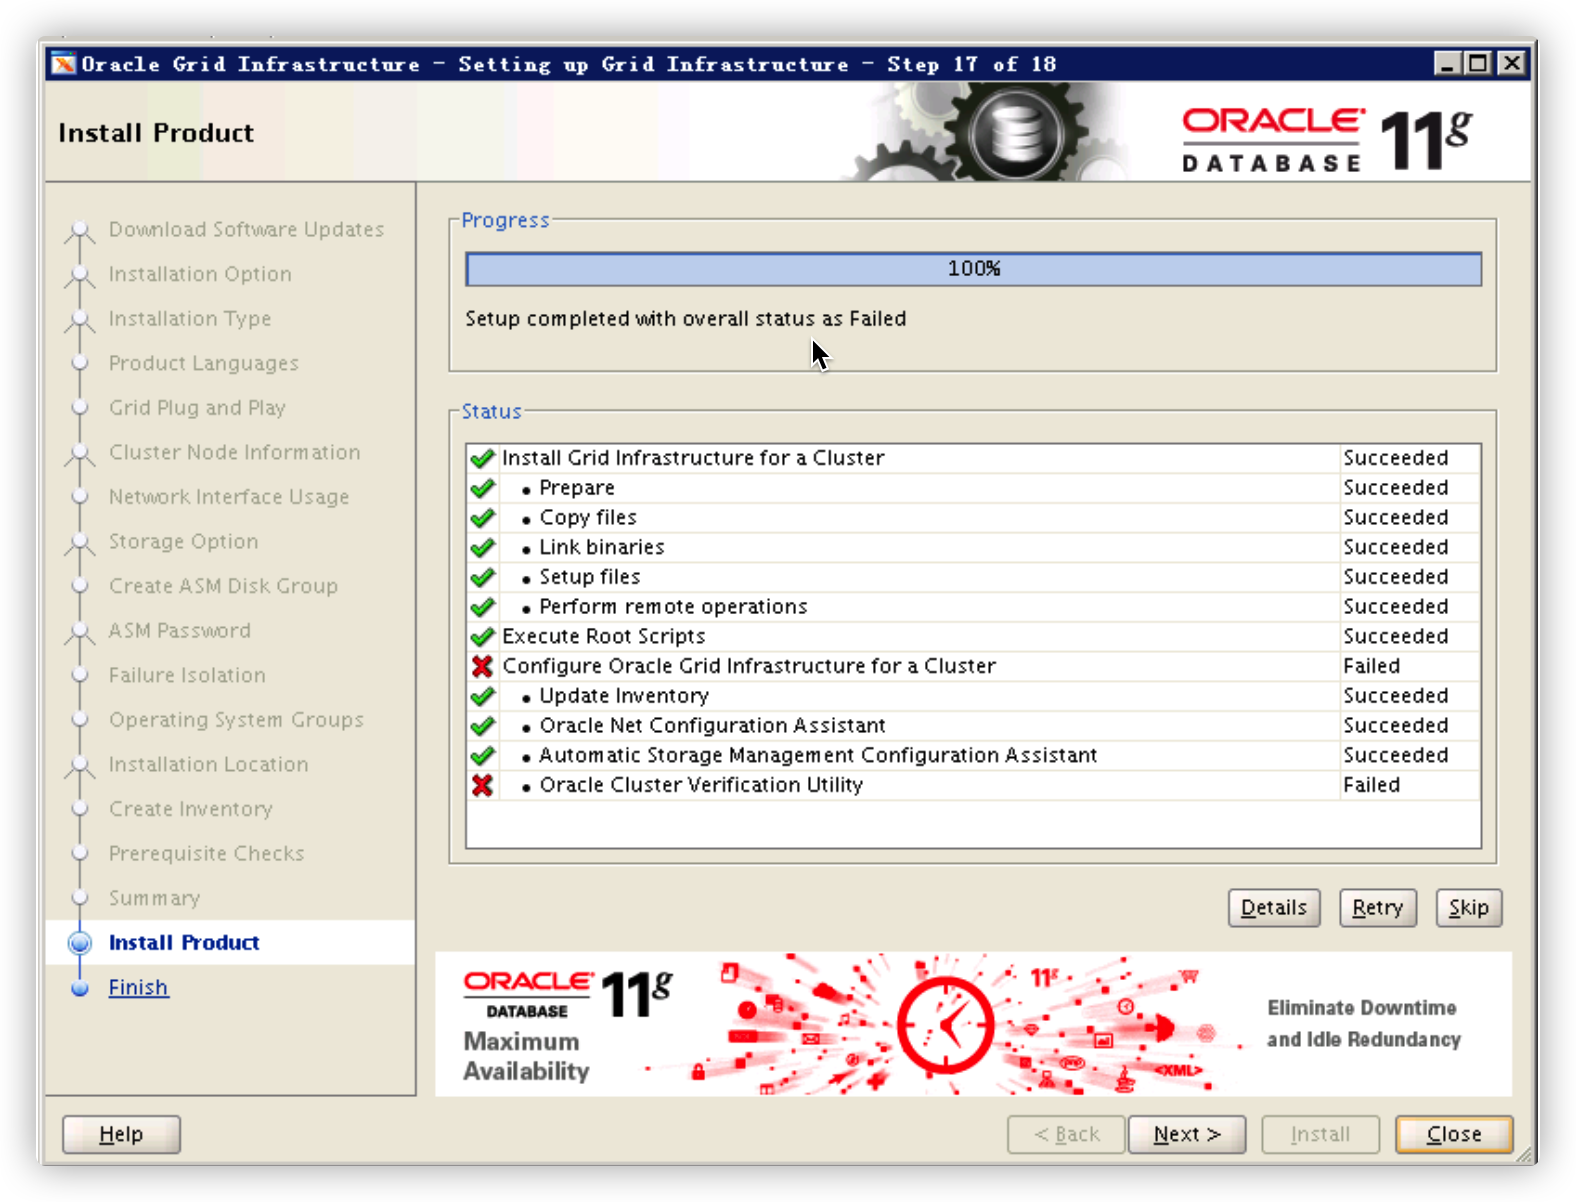 Oracle Grid Infrastructure - Setting up Grid Infrastructure - Step 17 of 18
Install Product
ORACLE
DATABASE
11g
Download Software Updates
Installation Option
Installation Type
Product Languages
Grid Plug and Play
Cluster Node Information
Network Interface Usage
Storage Option
Create ASM Disk Group
ASM Password
Failure Isolation
Operating System Groups
Installation Location
Create Inventory
Prerequisite Checks
Summary
Install Product
Finish
Progress
100%
Setup completed with overall status as Failed
Status
Install Grid Infrastructure for a Cluster Succeeded
• Prepare Succeeded
• Copy files Succeeded
• Link binaries Succeeded
• Setup files Succeeded
• Perform remote operations Succeeded
Execute Root Scripts Succeeded
Configure Oracle Grid Infrastructure for a Cluster Failed
• Update Inventory Succeeded
• Oracle Net Configuration Assistant Succeeded
• Automatic Storage Management Configuration Assistant Succeeded
• Oracle Cluster Verification Utility Failed
Details Retry Skip
ORACLE
DATABASE
11g
Maximum
Availability
11g
php
<XML>
Eliminate Downtime
and Idle Redundancy
Help < Back Next > Install Close